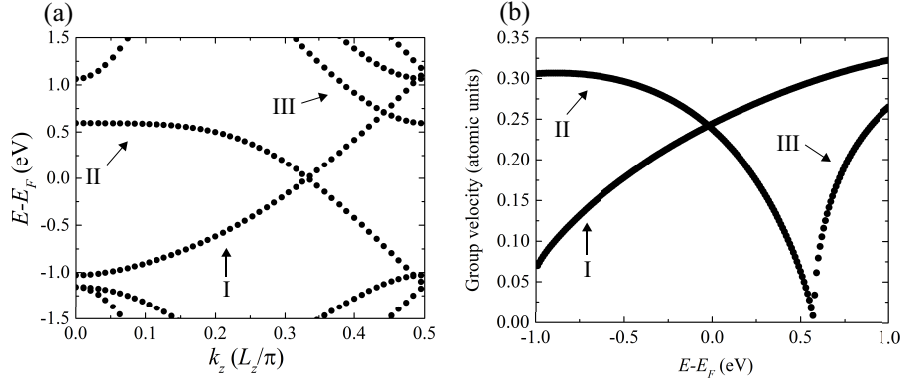 (a)
1.5
1.0
0.5
0.0
-0.5
-1.0
-1.5
E-E_F (eV)
III
II
I
0.0 0.1 0.2 0.3 0.4 0.5
k_z (L_z/π)
(b)
0.35
0.30
0.25
0.20
0.15
0.10
0.05
0.00
Group velocity (atomic units)
II
III
I
-1.0 -0.5 0.0 0.5 1.0
E-E_F (eV)